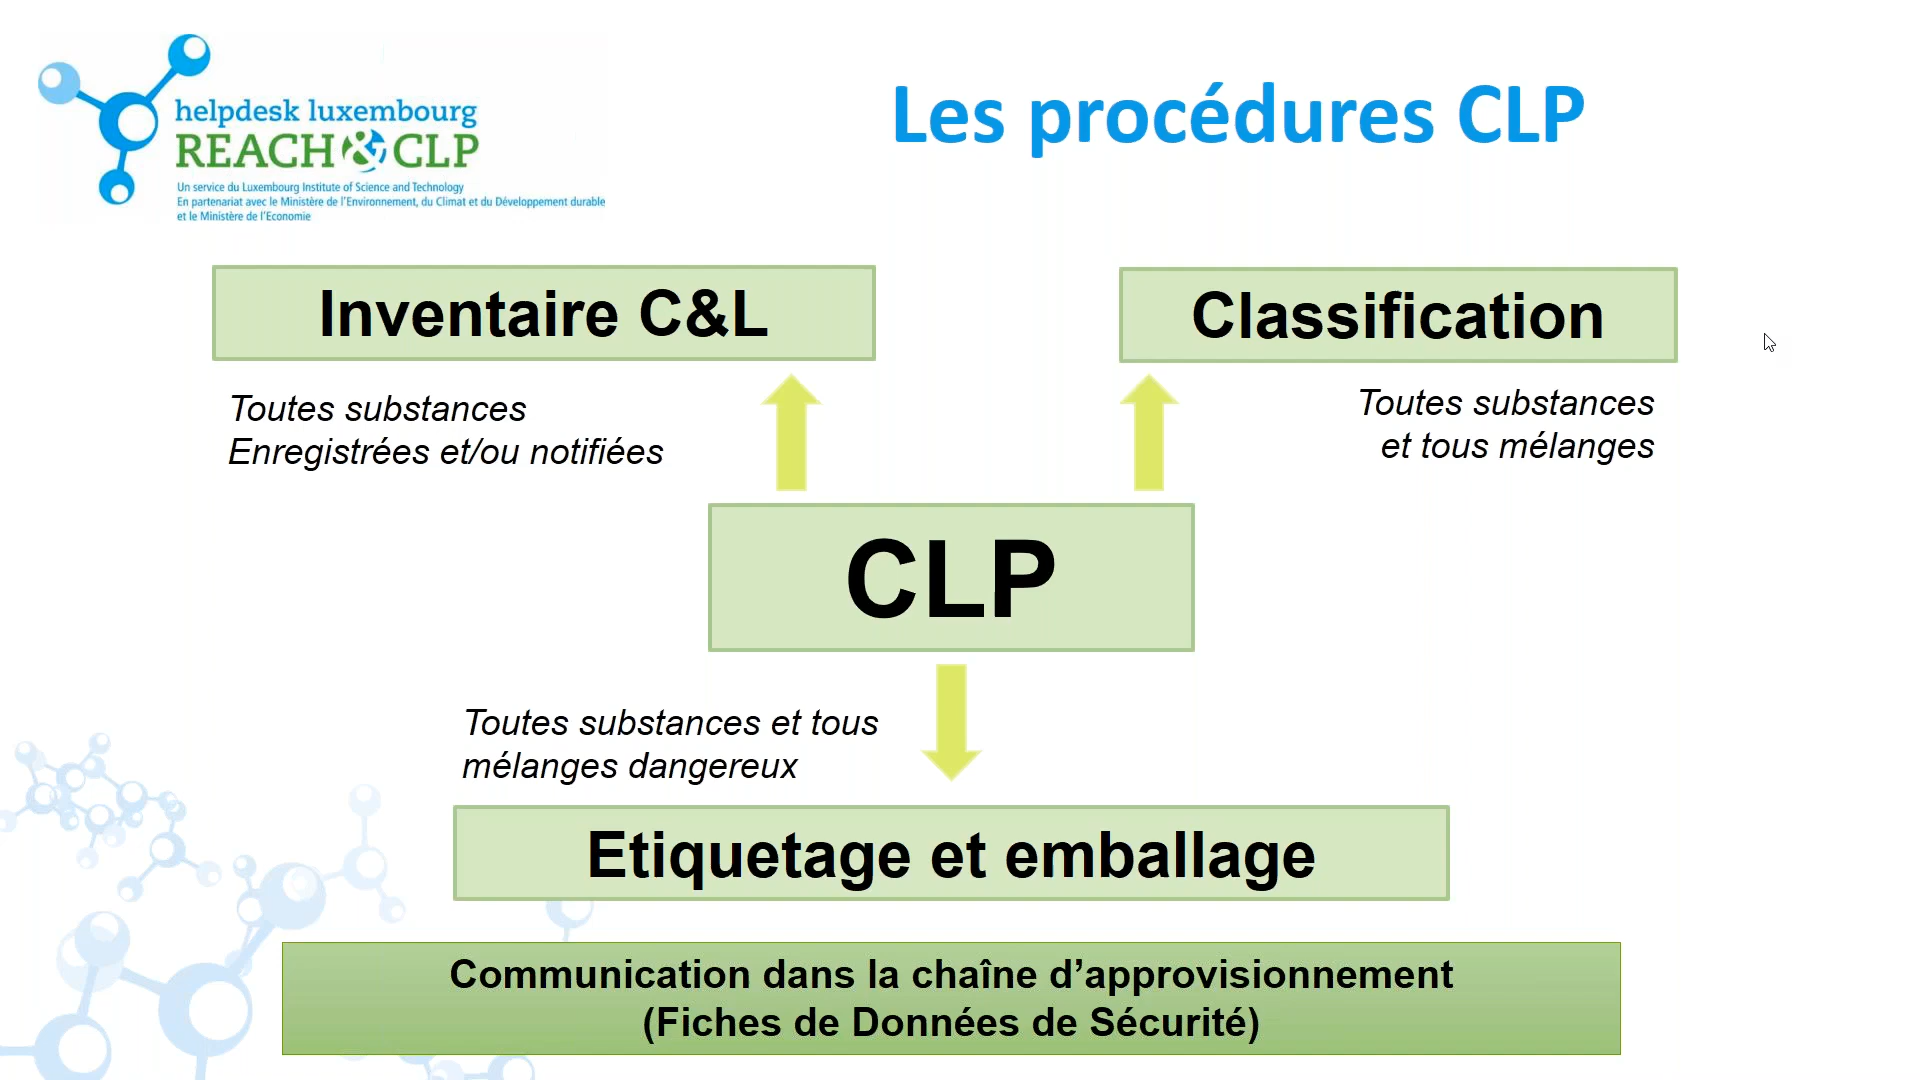 helpdesk luxembourg
REACH & CLP
Un service du Luxembourg Institute of Science and Technology
En partenariat avec le Ministère de l'Environnement, du Climat et du Développement durable
et le Ministère de l'Economie
Les procédures CLP
Inventaire C&L
Toutes substances
Enregistrées et/ou notifiées
Classification
Toutes substances
et tous mélanges
CLP
Toutes substances et tous
mélanges dangereux
Etiquetage et emballage
Communication dans la chaîne d’approvisionnement
(Fiches de Données de Sécurité)